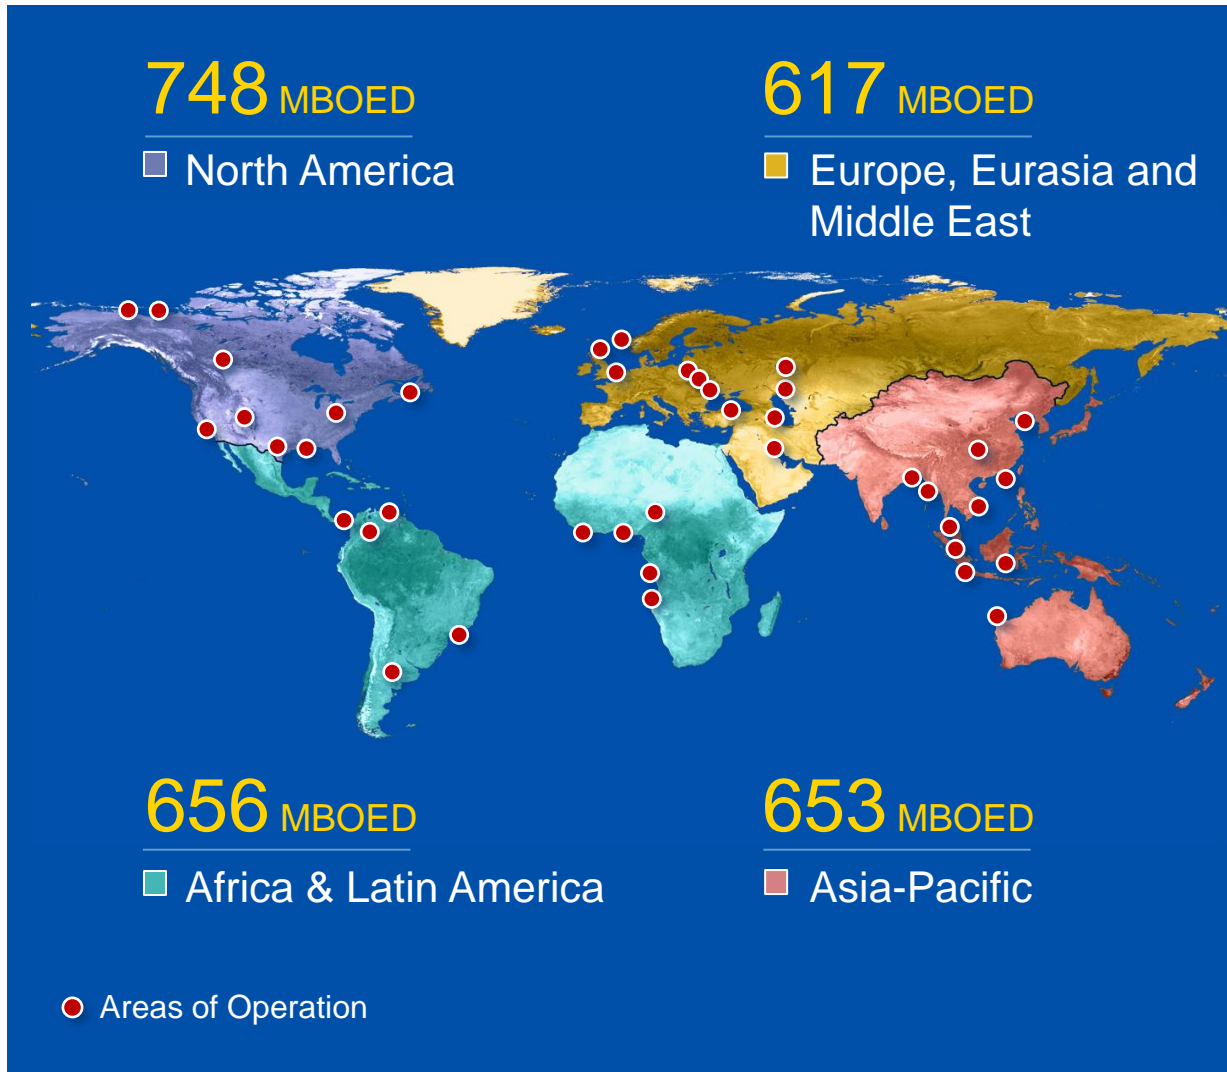 748 MBOED
North America
617 MBOED
Europe, Eurasia and
Middle East
656 MBOED
Africa & Latin America
653 MBOED
Asia-Pacific
Areas of Operation